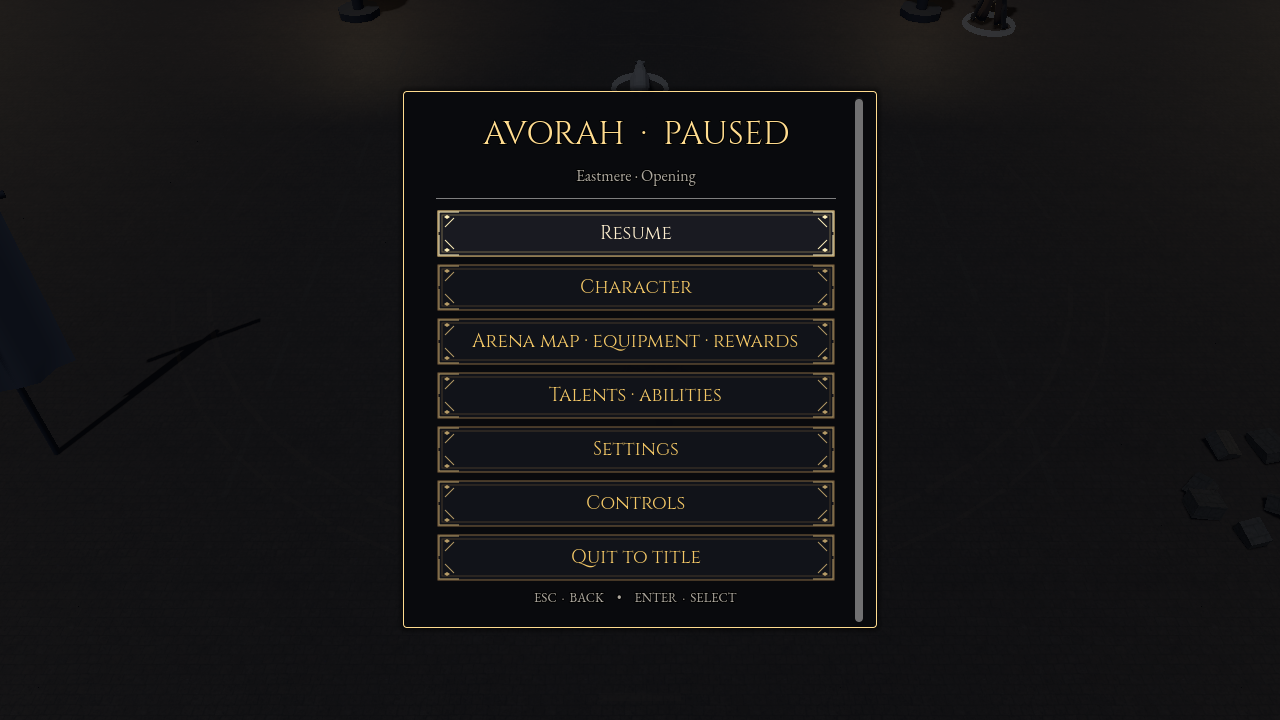 AVORAH · PAUSED
Eastmere · Opening
Resume
Character
Arena map · equipment · rewards
Talents · abilities
Settings
Controls
Quit to title
ESC · BACK • ENTER · SELECT